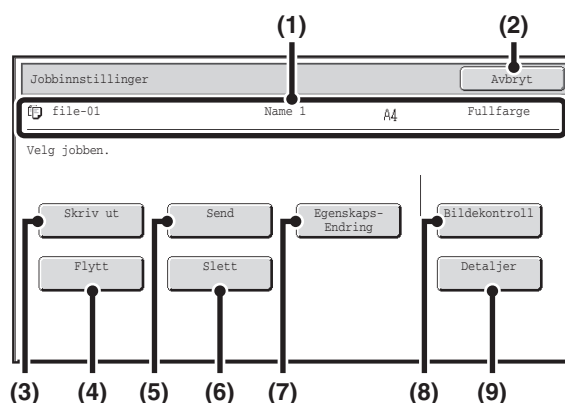 (1) (2)
Jobbinnstillinger Avbryt
file-01 Name 1 A4 Fullfarge
Velg jobben.
Skriv ut Send Egenskaps-
Endring Bildekontroll
Flytt Slett Detaljer
(3) (4) (5) (6) (7) (8) (9)